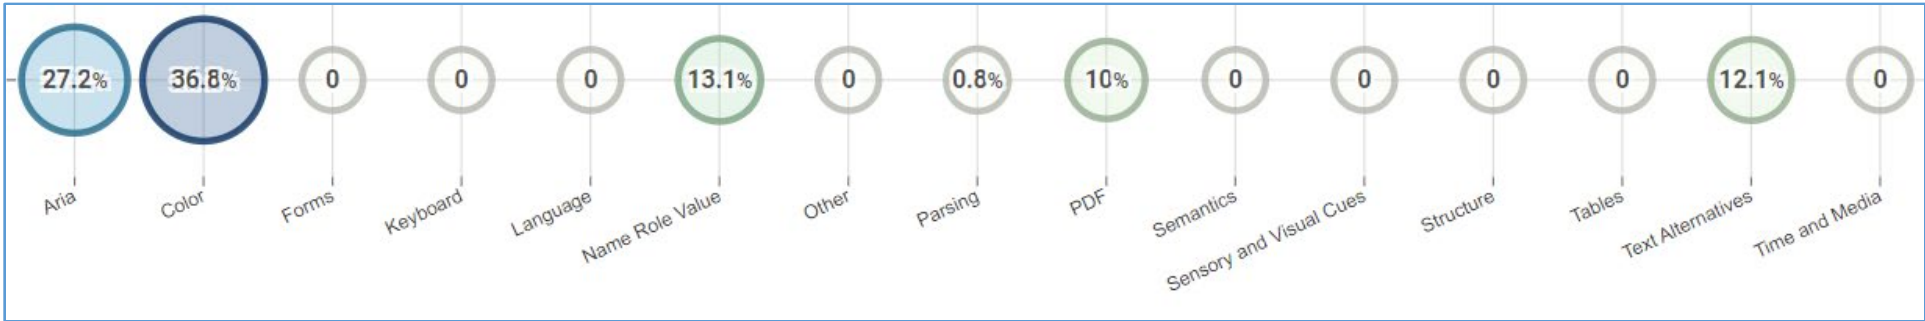 27.2% 36.8% 0 0 0 13.1% 0 0.8% 10% 0 0 0 0 12.1% 0
Aria Color Forms Keyboard Language Name Role Value Other Parsing PDF Semantics Sensory and Visual Cues Structure Tables Text Alternatives Time and Media